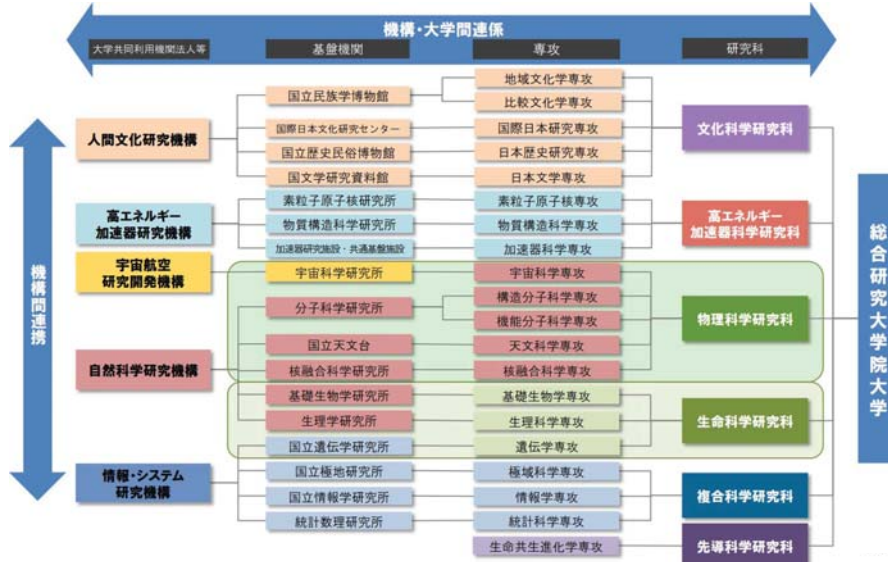 機構・大学間連係
大学共同利用機関法人等
基盤機関
専攻
研究科
機構間連携
人間文化研究機構
高エネルギー
加速器研究機構
宇宙航空
研究開発機構
自然科学研究機構
情報・システム
研究機構
国立民族学博物館
国際日本文化研究センター
国立歴史民俗博物館
国文学研究資料館
素粒子原子核研究所
物質構造科学研究所
加速器研究施設・共通基盤施設
宇宙科学研究所
分子科学研究所
国立天文台
核融合科学研究所
基礎生物学研究所
生理学研究所
国立遺伝学研究所
国立極地研究所
国立情報学研究所
統計数理研究所
地域文化学専攻
比較文化学専攻
国際日本研究専攻
日本歴史研究専攻
日本文学専攻
素粒子原子核専攻
物質構造科学専攻
加速器科学専攻
宇宙科学専攻
構造分子科学専攻
機能分子科学専攻
天文科学専攻
核融合科学専攻
基礎生物学専攻
生理科学専攻
遺伝学専攻
極域科学専攻
情報学専攻
統計科学専攻
生命共生進化学専攻
文化科学研究科
高エネルギー
加速器科学研究科
物理科学研究科
生命科学研究科
複合科学研究科
先導科学研究科
総合研究大学院大学